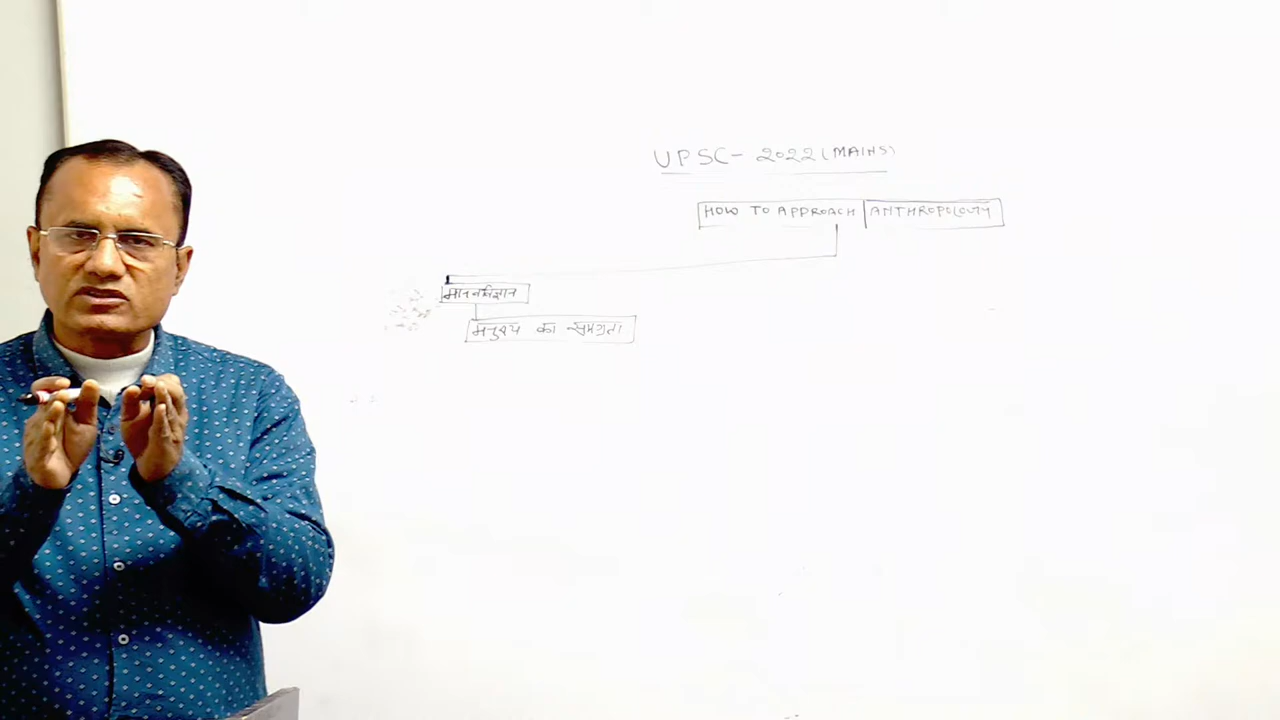 UPSC- 2022 (MAINS)
HOW TO APPROACH ANTHROPOLOGY
मानवविज्ञान
मनुष्य का समग्रता